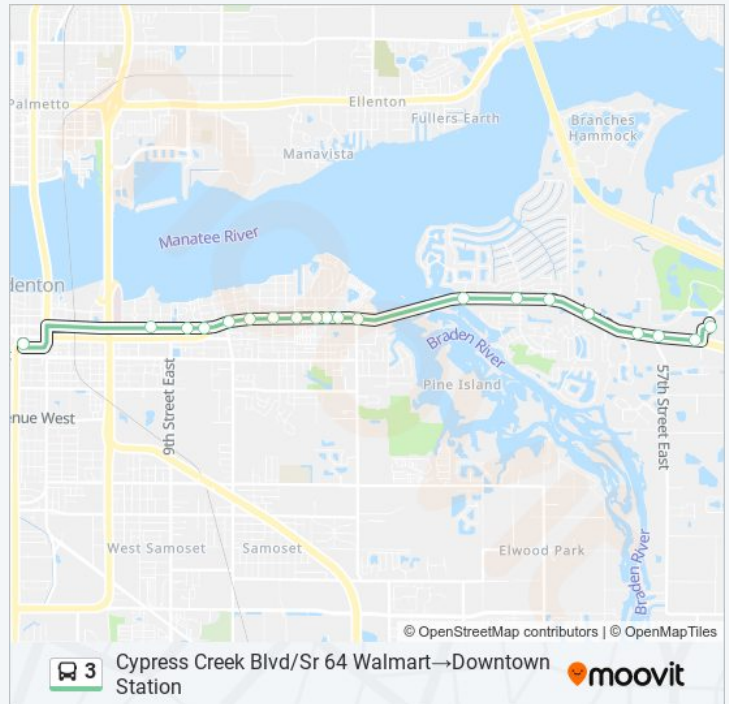 Palmetto
Ellenton
Fullers Earth
Branches
Hammock
Manavista
Manatee River
denton
Braden River
Pine Island
9th Street East
57th Street East
nue West
West Samoset
Samoset
Elwood Park
Braden River
© OpenStreetMap contributors | © OpenMapTiles
3
Cypress Creek Blvd/Sr 64 Walmart→Downtown
Station
moovit